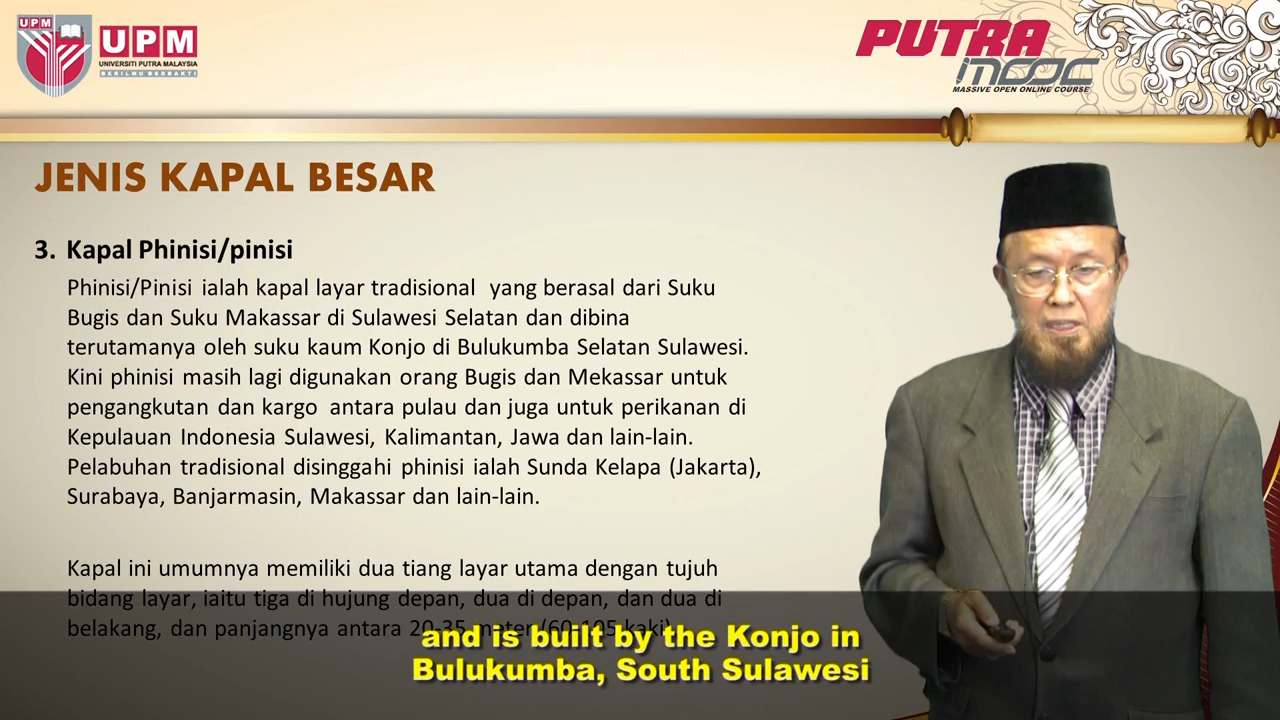 UPM
UPM
UNIVERSITI PUTRA MALAYSIA
BERILMU BERBAKTI
PUTRA
mooc
MASSIVE OPEN ONLINE COURSE
JENIS KAPAL BESAR
3. Kapal Phinisi/pinisi
Phinisi/Pinisi ialah kapal layar tradisional yang berasal dari Suku
Bugis dan Suku Makassar di Sulawesi Selatan dan dibina
terutamanya oleh suku kaum Konjo di Bulukumba Selatan Sulawesi.
Kini phinisi masih lagi digunakan orang Bugis dan Mekassar untuk
pengangkutan dan kargo antara pulau dan juga untuk perikanan di
Kepulauan Indonesia Sulawesi, Kalimantan, Jawa dan lain-lain.
Pelabuhan tradisional disinggahi phinisi ialah Sunda Kelapa (Jakarta),
Surabaya, Banjarmasin, Makassar dan lain-lain.
Kapal ini umumnya memiliki dua tiang layar utama dengan tujuh
bidang layar, iaitu tiga di hujung depan, dua di depan, dan dua di
belakang, dan panjangnya antara 20-35 meter (60-105 kaki)
and is built by the Konjo in
Bulukumba, South Sulawesi